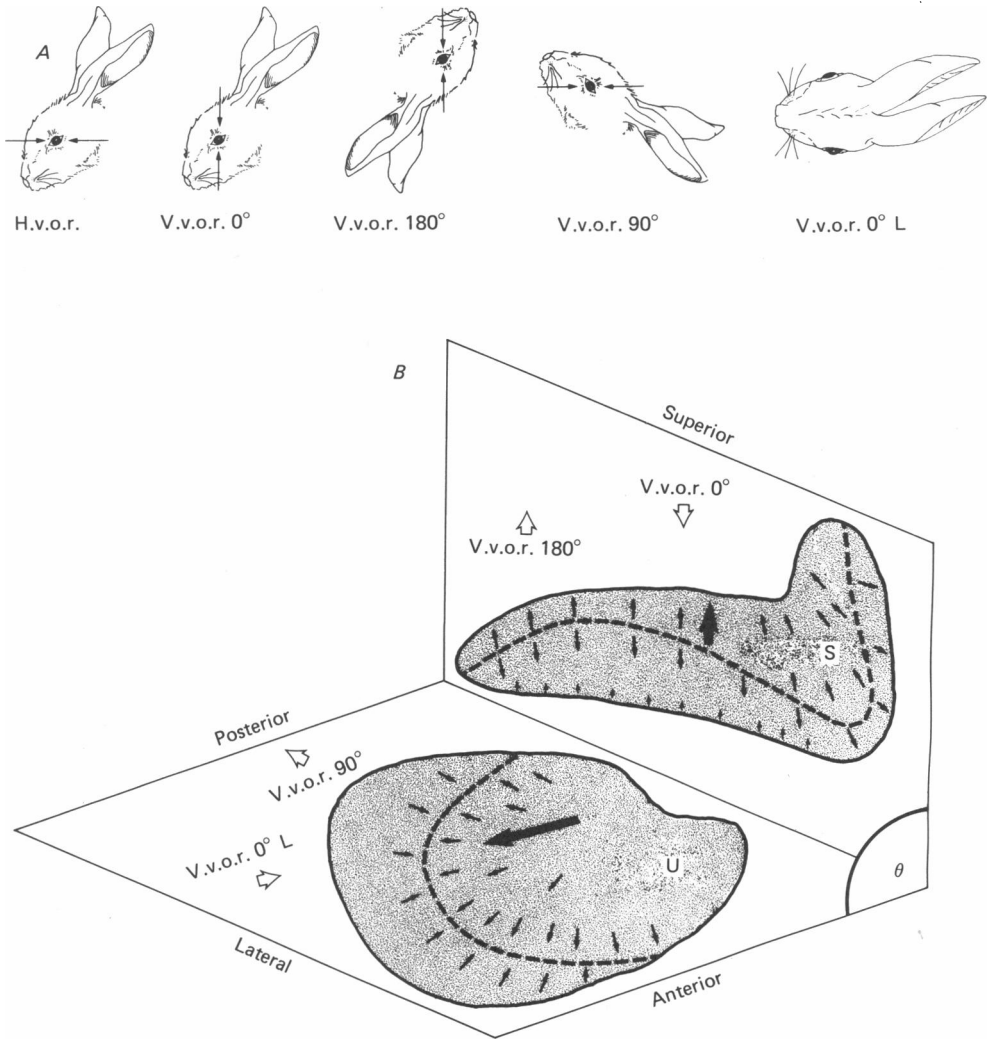 A
H.v.o.r.
V.v.o.r. 0°
V.v.o.r. 180°
V.v.o.r. 90°
V.v.o.r. 0° L
B
Superior
V.v.o.r. 0°
V.v.o.r. 180°
S
Posterior
V.v.o.r. 90°
V.v.o.r. 0° L
U
θ
Lateral
Anterior